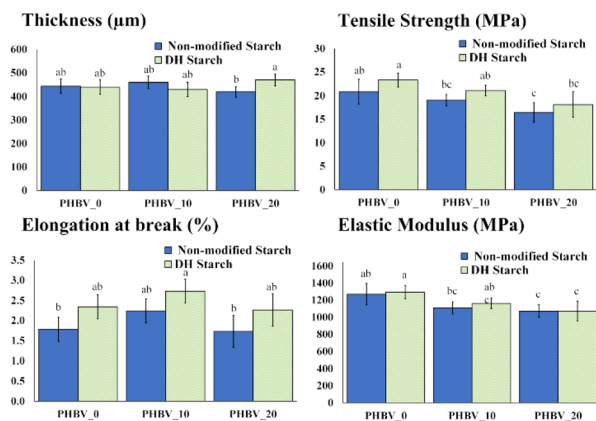 Thickness (µm)
Non-modified Starch
DH Starch
600
500
400
300
200
100
0
ab
ab
ab
ab
b
a
PHBV_0
PHBV_10
PHBV_20
Tensile Strength (MPa)
Non-modified Starch
DH Starch
30
25
20
15
10
5
0
ab
a
bc
ab
c
bc
PHBV_0
PHBV_10
PHBV_20
Elongation at break (%)
Non-modified Starch
DH Starch
3.5
3.0
2.5
2.0
1.5
1.0
0.5
0.0
b
ab
ab
a
b
ab
PHBV_0
PHBV_10
PHBV_20
Elastic Modulus (MPa)
Non-modified Starch
DH Starch
1600
1400
1200
1000
800
600
400
200
0
ab
a
bc
ab
c
c
c
PHBV_0
PHBV_10
PHBV_20